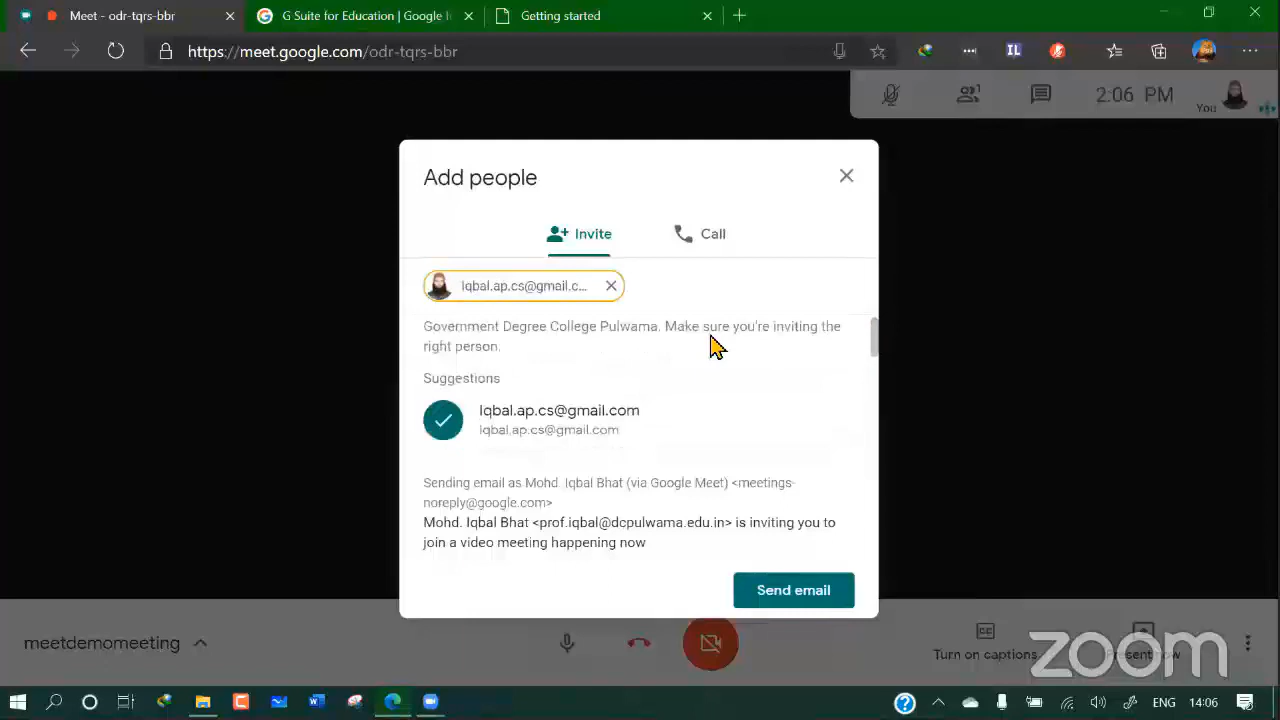 Meet - odr-tqrs-bbr
G Suite for Education | Google
Getting started
https://meet.google.com/odr-tqrs-bbr
IL
2:06 PM
You
Add people
Invite
Call
Iqbal.ap.cs@gmail.c...
Government Degree College Pulwama. Make sure you're inviting the
right person.
Suggestions
Iqbal.ap.cs@gmail.com
Iqbal.ap.cs@gmail.com
Sending email as Mohd. Iqbal Bhat (via Google Meet) <meetings-
noreply@google.com>
Mohd. Iqbal Bhat <prof.iqbal@dcpulwama.edu.in> is inviting you to
join a video meeting happening now
Send email
meetdemomeeting
Turn on captions
Present now
zoom
ENG
14:06